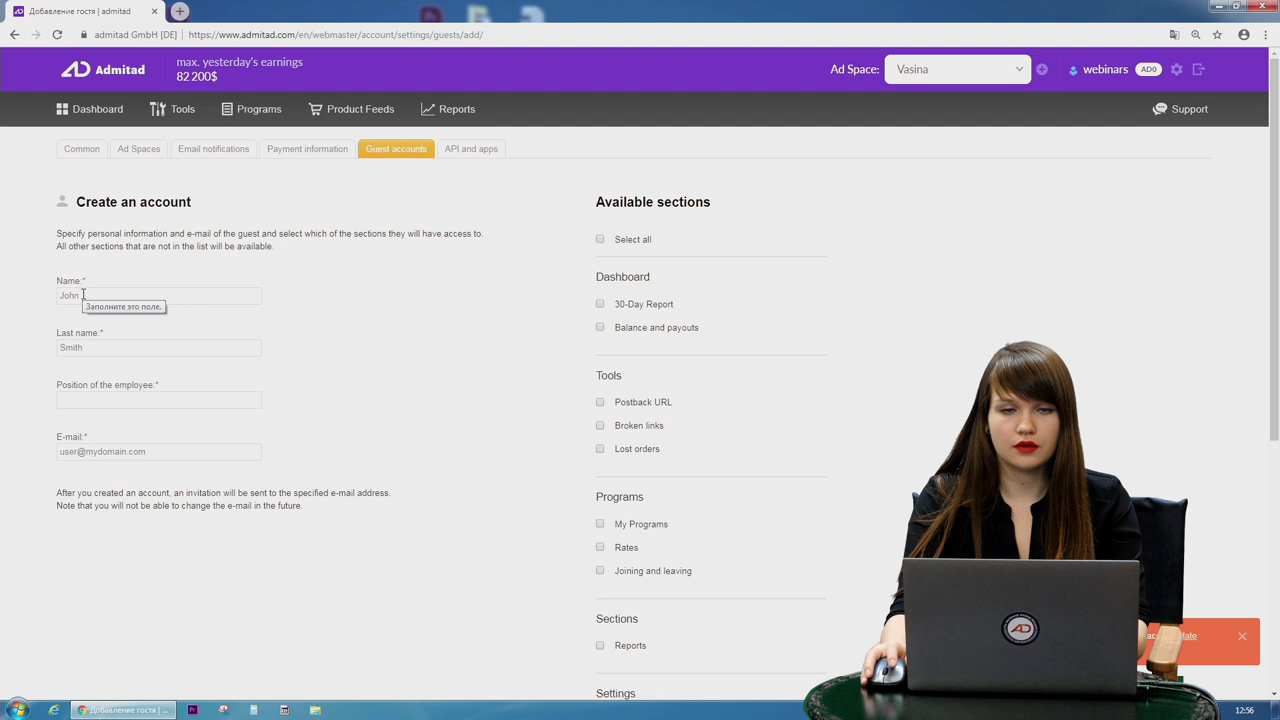 Добавление гостя | admitad
admitad GmbH [DE] | https://www.admitad.com/en/webmaster/account/settings/guests/add/
Admitad
max. yesterday's earnings
82 200$
Ad Space:
Vasina
webinars
AD0
Dashboard
Tools
Programs
Product Feeds
Reports
Support
Common
Ad Spaces
Email notifications
Payment information
Guest accounts
API and apps
Create an account
Specify personal information and e-mail of the guest and select which of the sections they will have access to.
All other sections that are not in the list will be available.
Name:*
John
Заполните это поле.
Last name:*
Smith
Position of the employee:*
E-mail:*
user@mydomain.com
After you created an account, an invitation will be sent to the specified e-mail address.
Note that you will not be able to change the e-mail in the future.
Available sections
Select all
Dashboard
30-Day Report
Balance and payouts
Tools
Postback URL
Broken links
Lost orders
Programs
My Programs
Rates
Joining and leaving
Sections
Reports
Settings
AD
Добавление гостя | ...
12:56